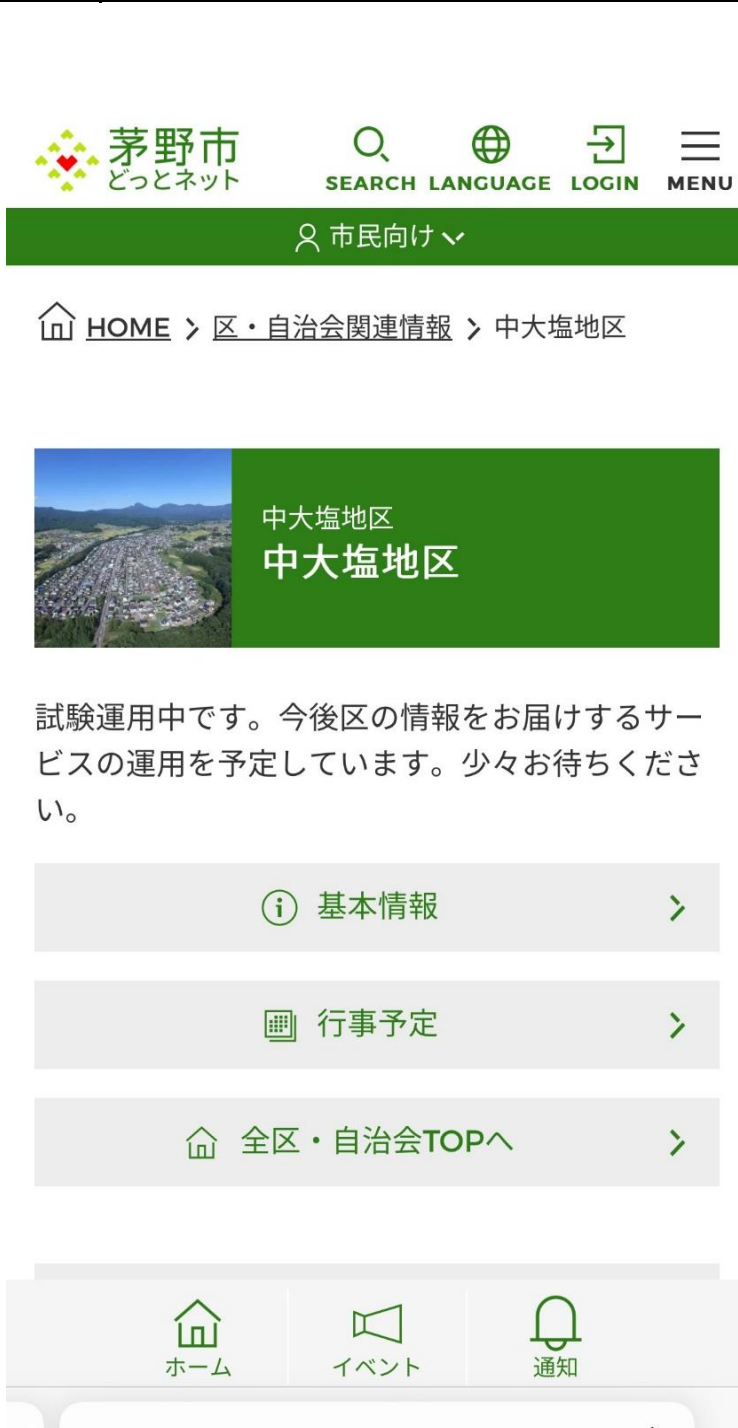 茅野市
どっとネット
SEARCH LANGUAGE LOGIN MENU
市民向け
HOME > 区・自治会関連情報 > 中大塩地区
中大塩地区
中大塩地区
試験運用中です。今後区の情報をお届けするサー
ビスの運用を予定しています。少々お待ちくださ
い。
基本情報
行事予定
全区・自治会TOPへ
ホーム イベント 通知